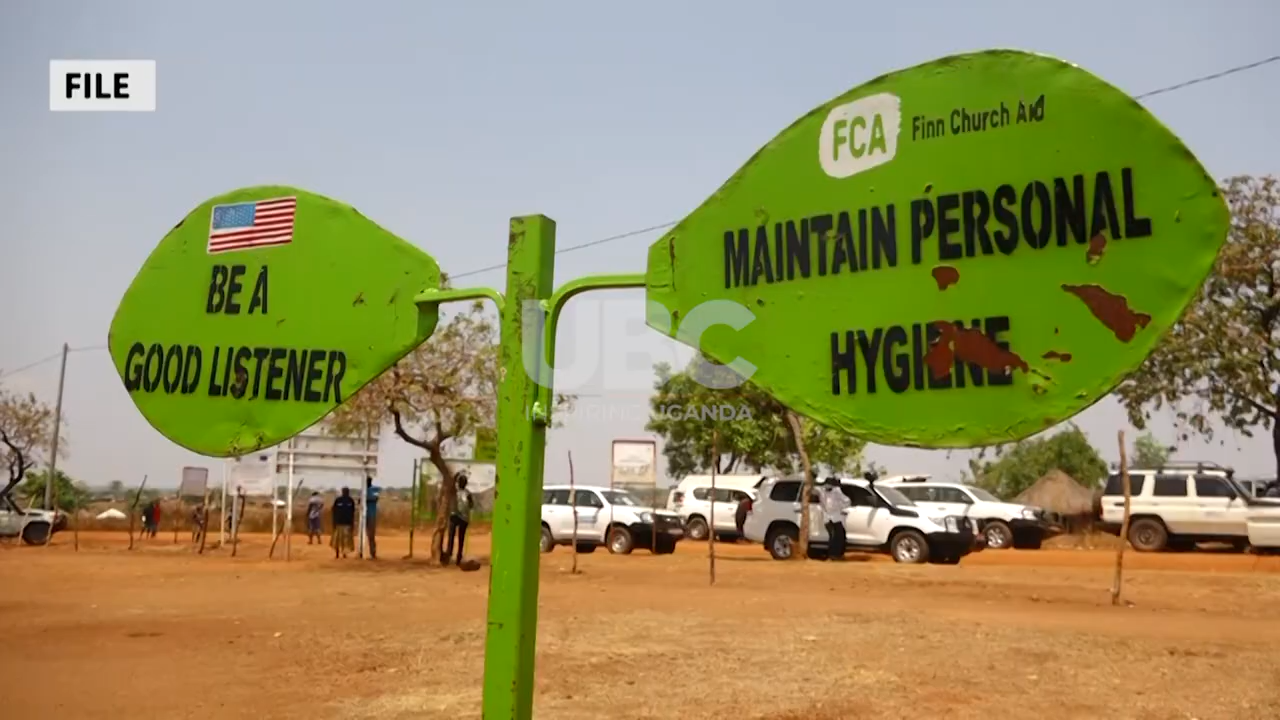 FILE
FCA Finn Church Aid
MAINTAIN PERSONAL
HYGIENE
BE A
GOOD LISTENER
UBC
INSPIRING UGANDA